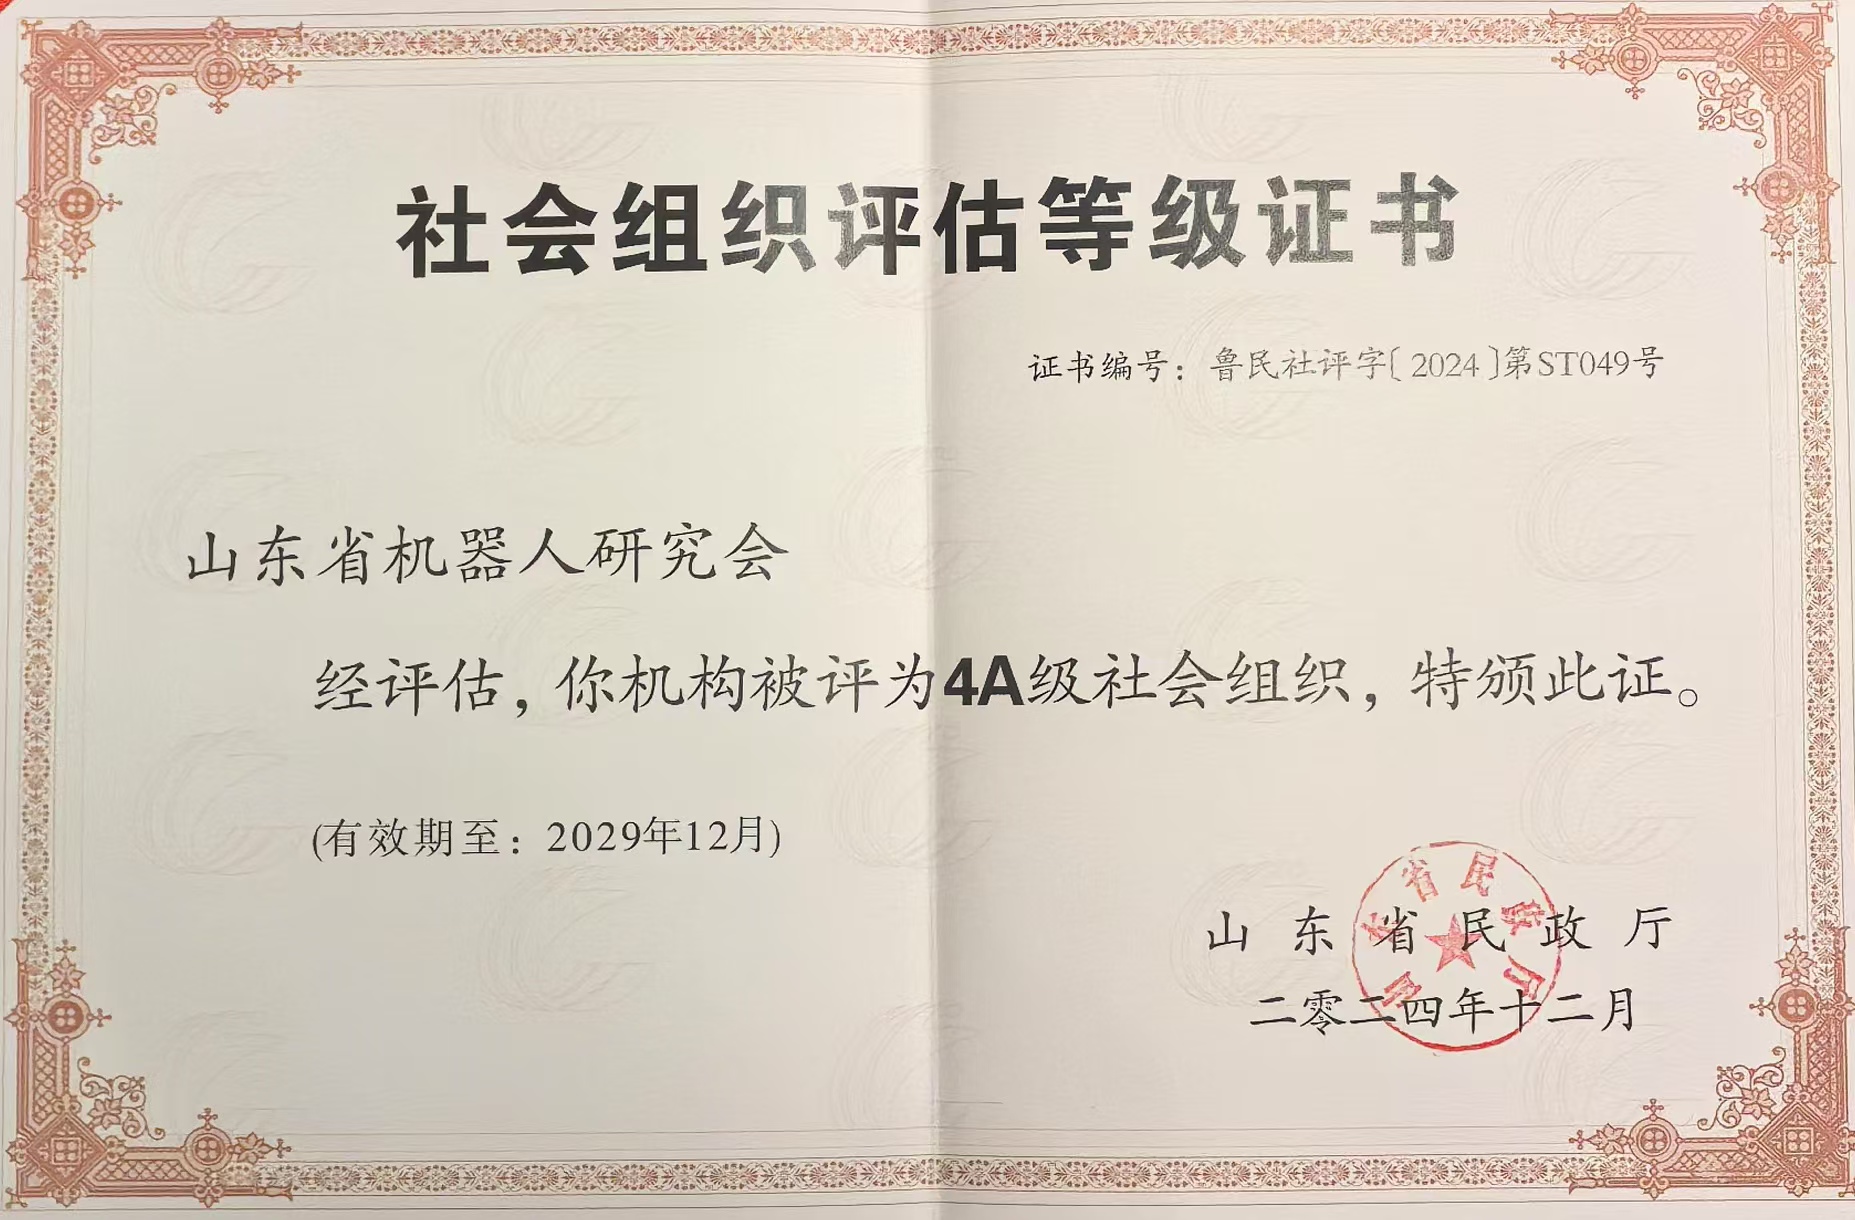 社会组织评估等级证书
证书编号：鲁民社评字〔2024〕第ST049号
山东省机器人研究会
经评估，你机构被评为4A级社会组织，特颁此证。
(有效期至：2029年12月)
山东省民政厅
二零二四年十二月